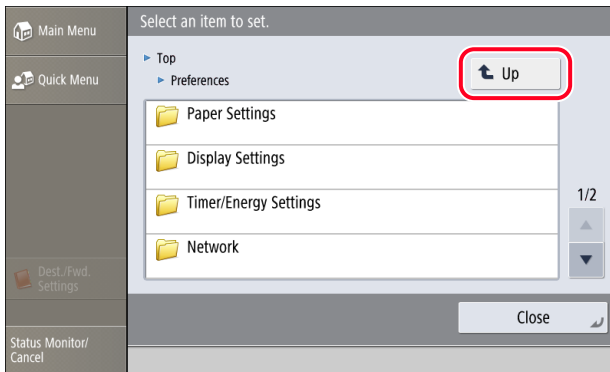 Main Menu
Quick Menu
Dest./Fwd.
Settings
Status Monitor/
Cancel
Select an item to set.
Top
Preferences
Up
Paper Settings
Display Settings
Timer/Energy Settings
Network
1/2
Close